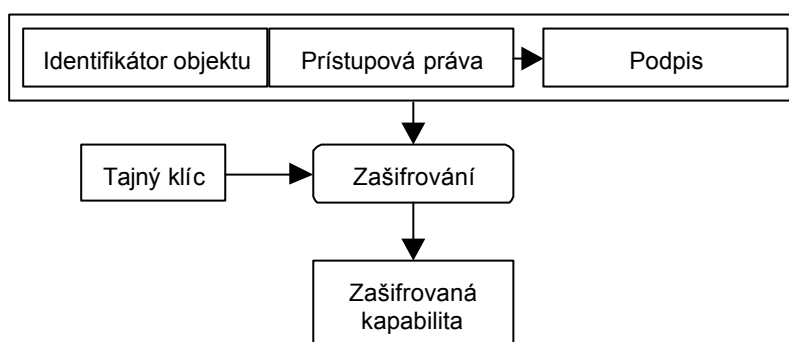 Identifikátor objektu
Prístupová práva
Podpis
Tajný klíc
Zašifrování
Zašifrovaná
kapabilita